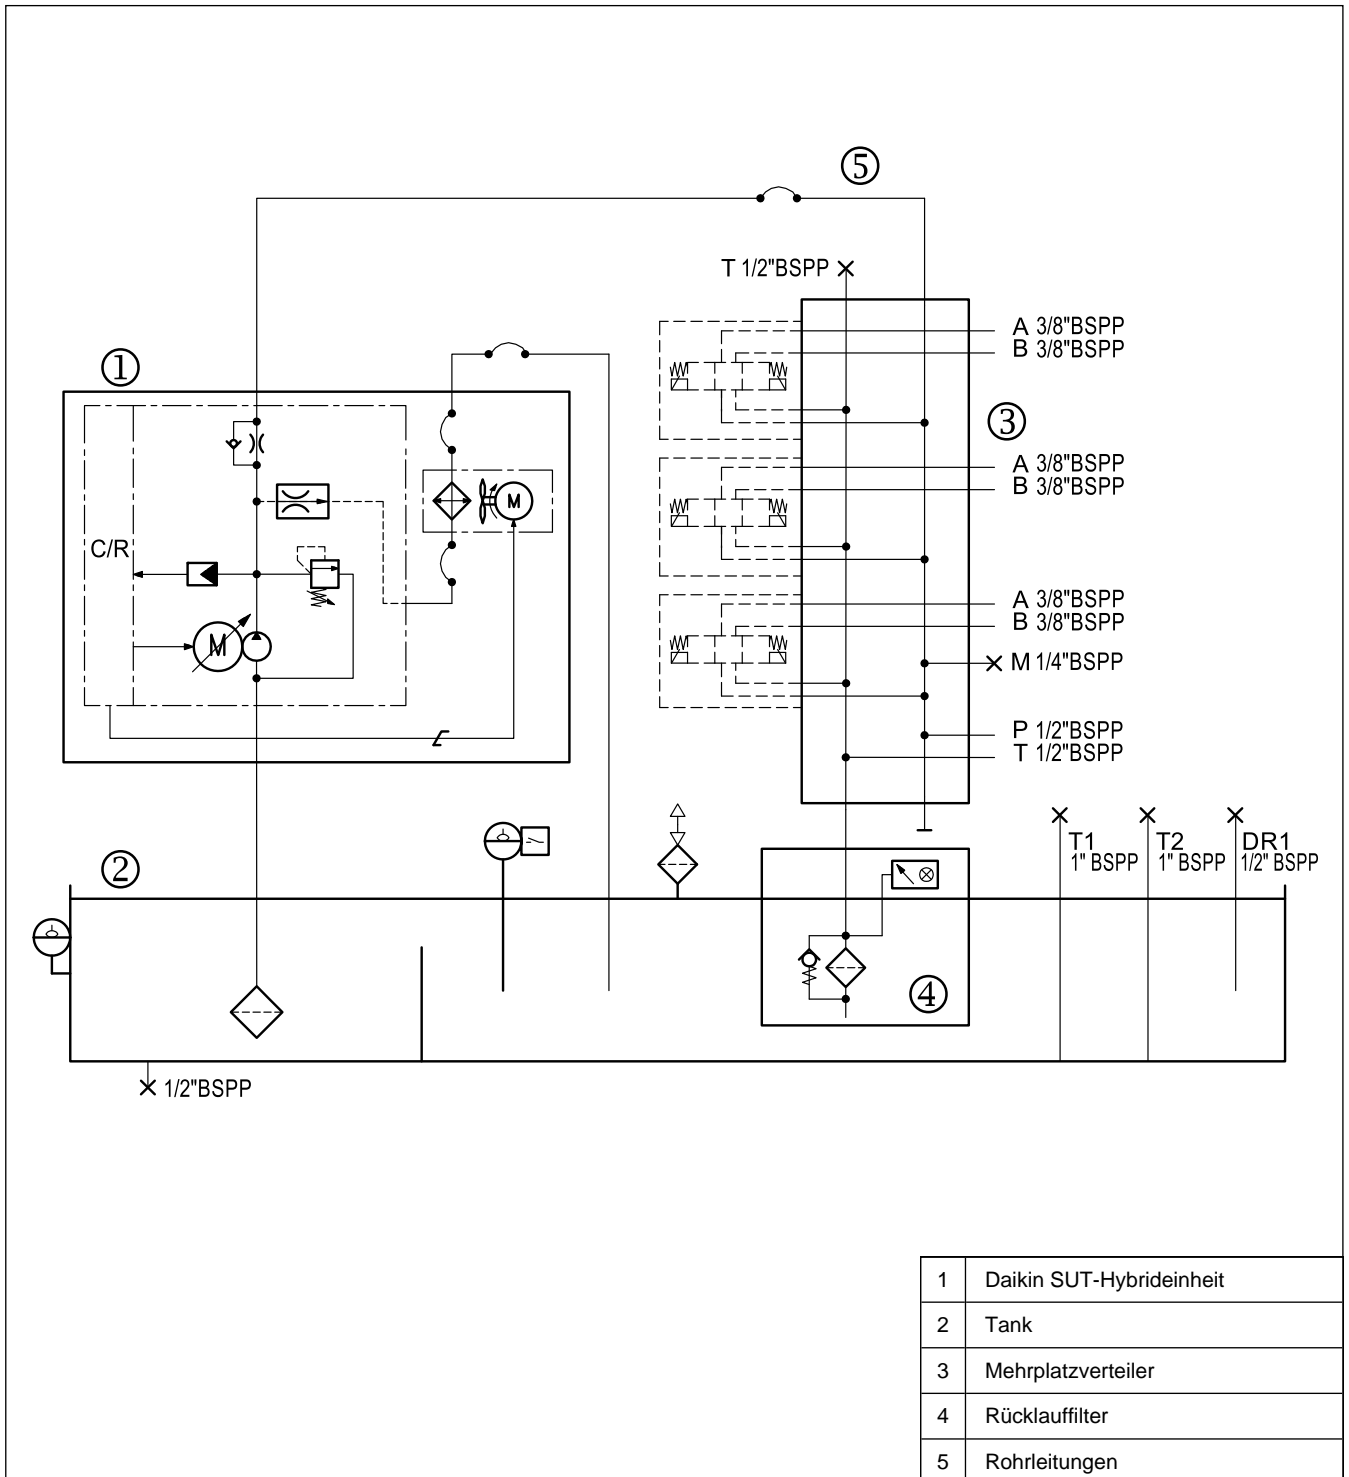 ⑤
T 1/2"BSPP
A 3/8"BSPP
B 3/8"BSPP
①
③
A 3/8"BSPP
B 3/8"BSPP
M
C/R
A 3/8"BSPP
B 3/8"BSPP
M
M 1/4"BSPP
P 1/2"BSPP
T 1/2"BSPP
②
T1
1" BSPP
T2
1" BSPP
DR1
1/2" BSPP
④
1/2"BSPP
1 Daikin SUT-Hybrideinheit
2 Tank
3 Mehrplatzverteiler
4 Rücklauffilter
5 Rohrleitungen